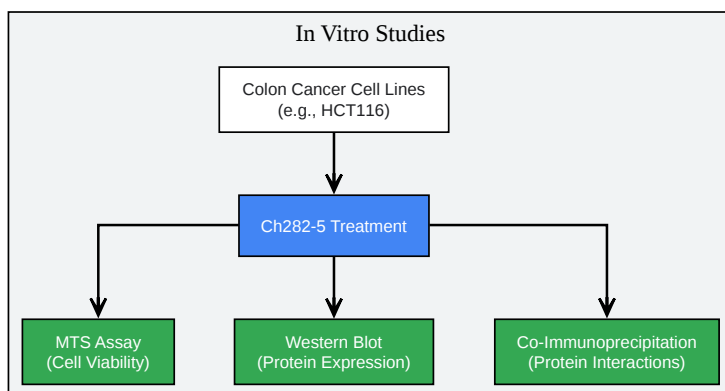 In Vitro Studies
Colon Cancer Cell Lines
(e.g., HCT116)
Ch282-5 Treatment
MTS Assay
(Cell Viability)
Western Blot
(Protein Expression)
Co-Immunoprecipitation
(Protein Interactions)